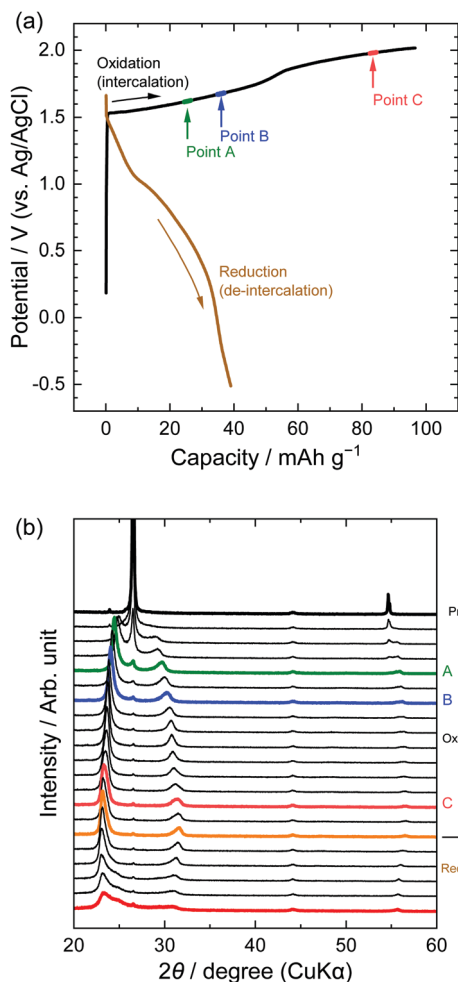 (a)
2.0
1.5
1.0
0.5
0.0
-0.5
Potential / V (vs. Ag/AgCl)
Oxidation
(intercalation)
Point A
Point B
Point C
Reduction
(de-intercalation)
0 20 40 60 80 100
Capacity / mAh g⁻¹
(b)
Intensity / Arb. unit
A
B
Ox
C
Re
20 30 40 50 60
2θ / degree (CuKα)